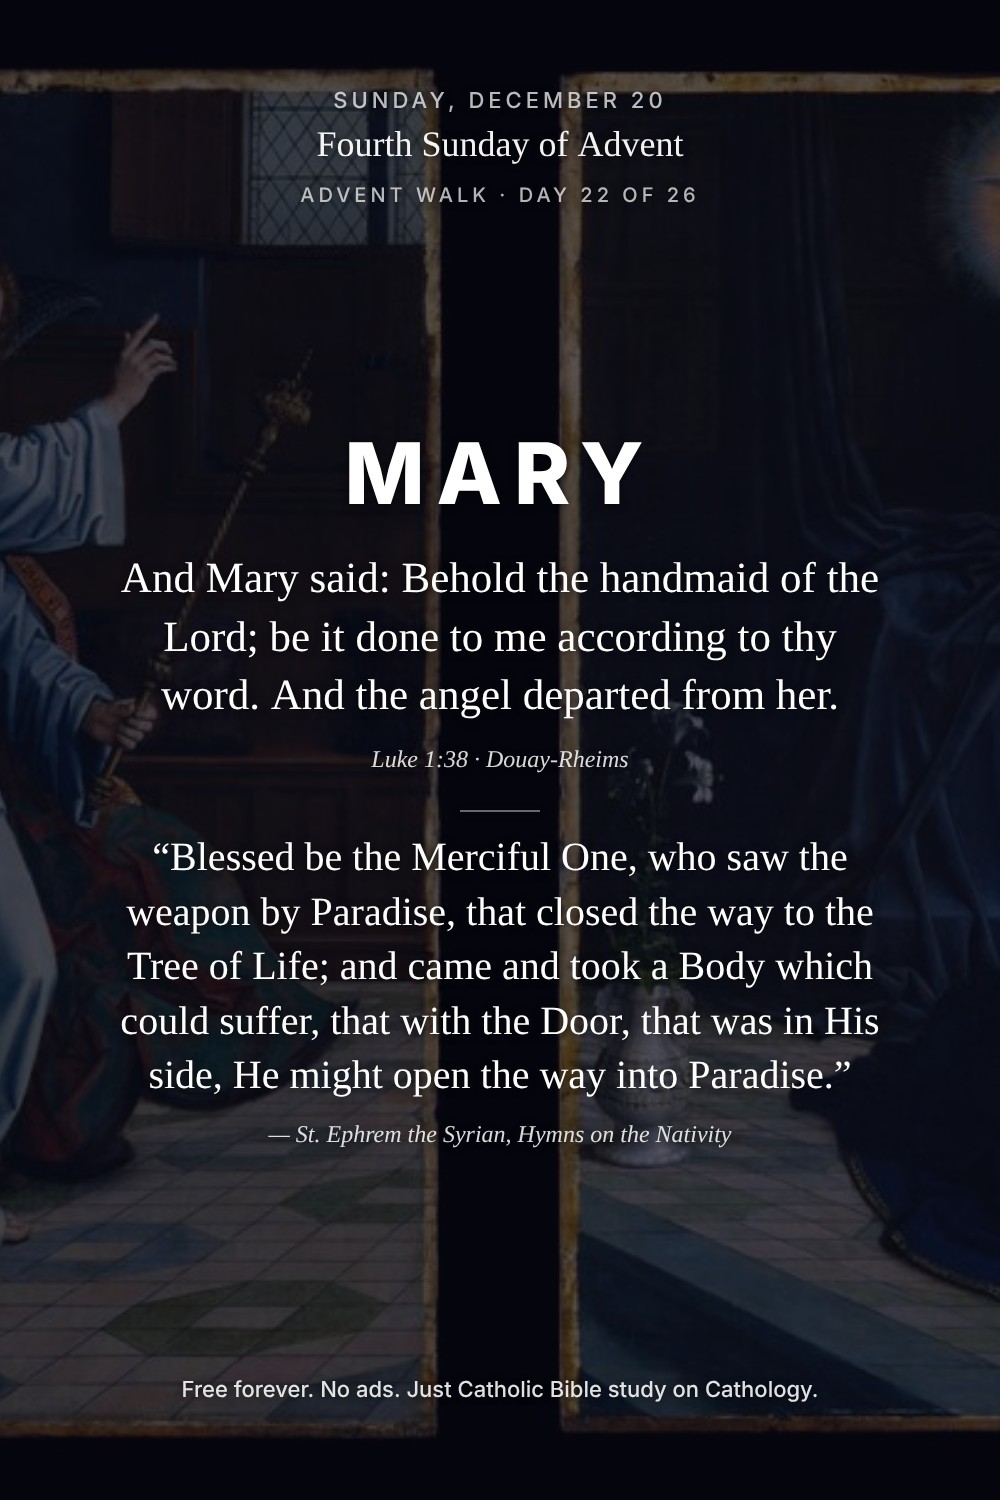 SUNDAY, DECEMBER 20
Fourth Sunday of Advent
ADVENT WALK · DAY 22 OF 26
MARY
And Mary said: Behold the handmaid of the
Lord; be it done to me according to thy
word. And the angel departed from her.
Luke 1:38 · Douay-Rheims
“Blessed be the Merciful One, who saw the
weapon by Paradise, that closed the way to the
Tree of Life; and came and took a Body which
could suffer, that with the Door, that was in His
side, He might open the way into Paradise.”
— St. Ephrem the Syrian, Hymns on the Nativity
Free forever. No ads. Just Catholic Bible study on Cathology.